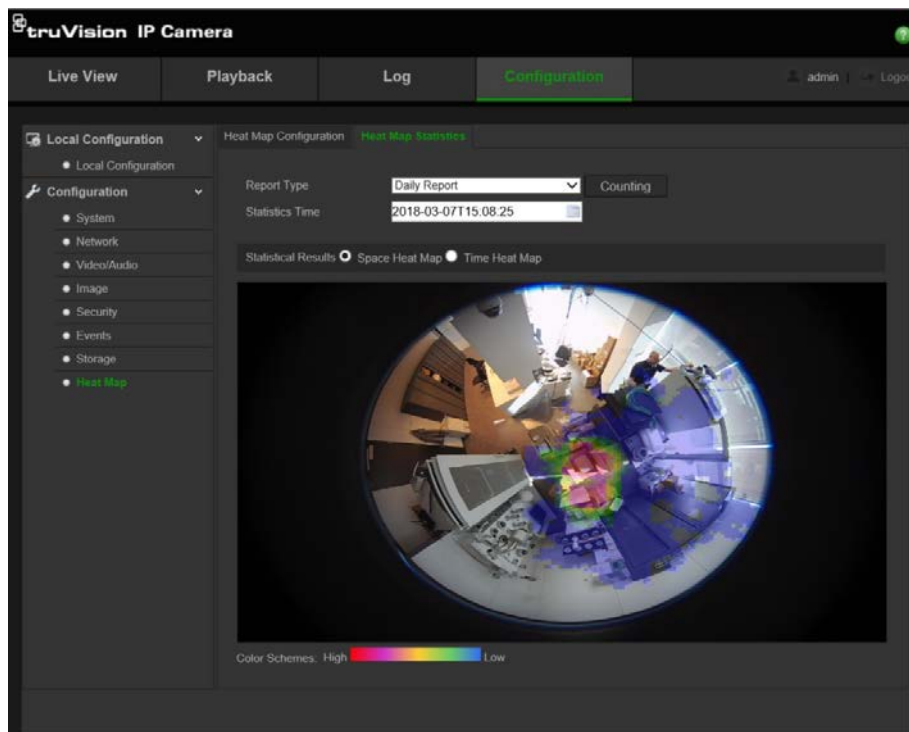 truVision IP Camera
?
Live View
Playback
Log
Configuration
admin | Logou
Local Configuration
Local Configuration
Configuration
System
Network
Video/Audio
Image
Security
Events
Storage
Heat Map
Heat Map Configuration
Heat Map Statistics
Report Type
Daily Report
Counting
Statistics Time
2018-03-07T15:08:25
Statistical Results Space Heat Map Time Heat Map
Color Schemes: High Low